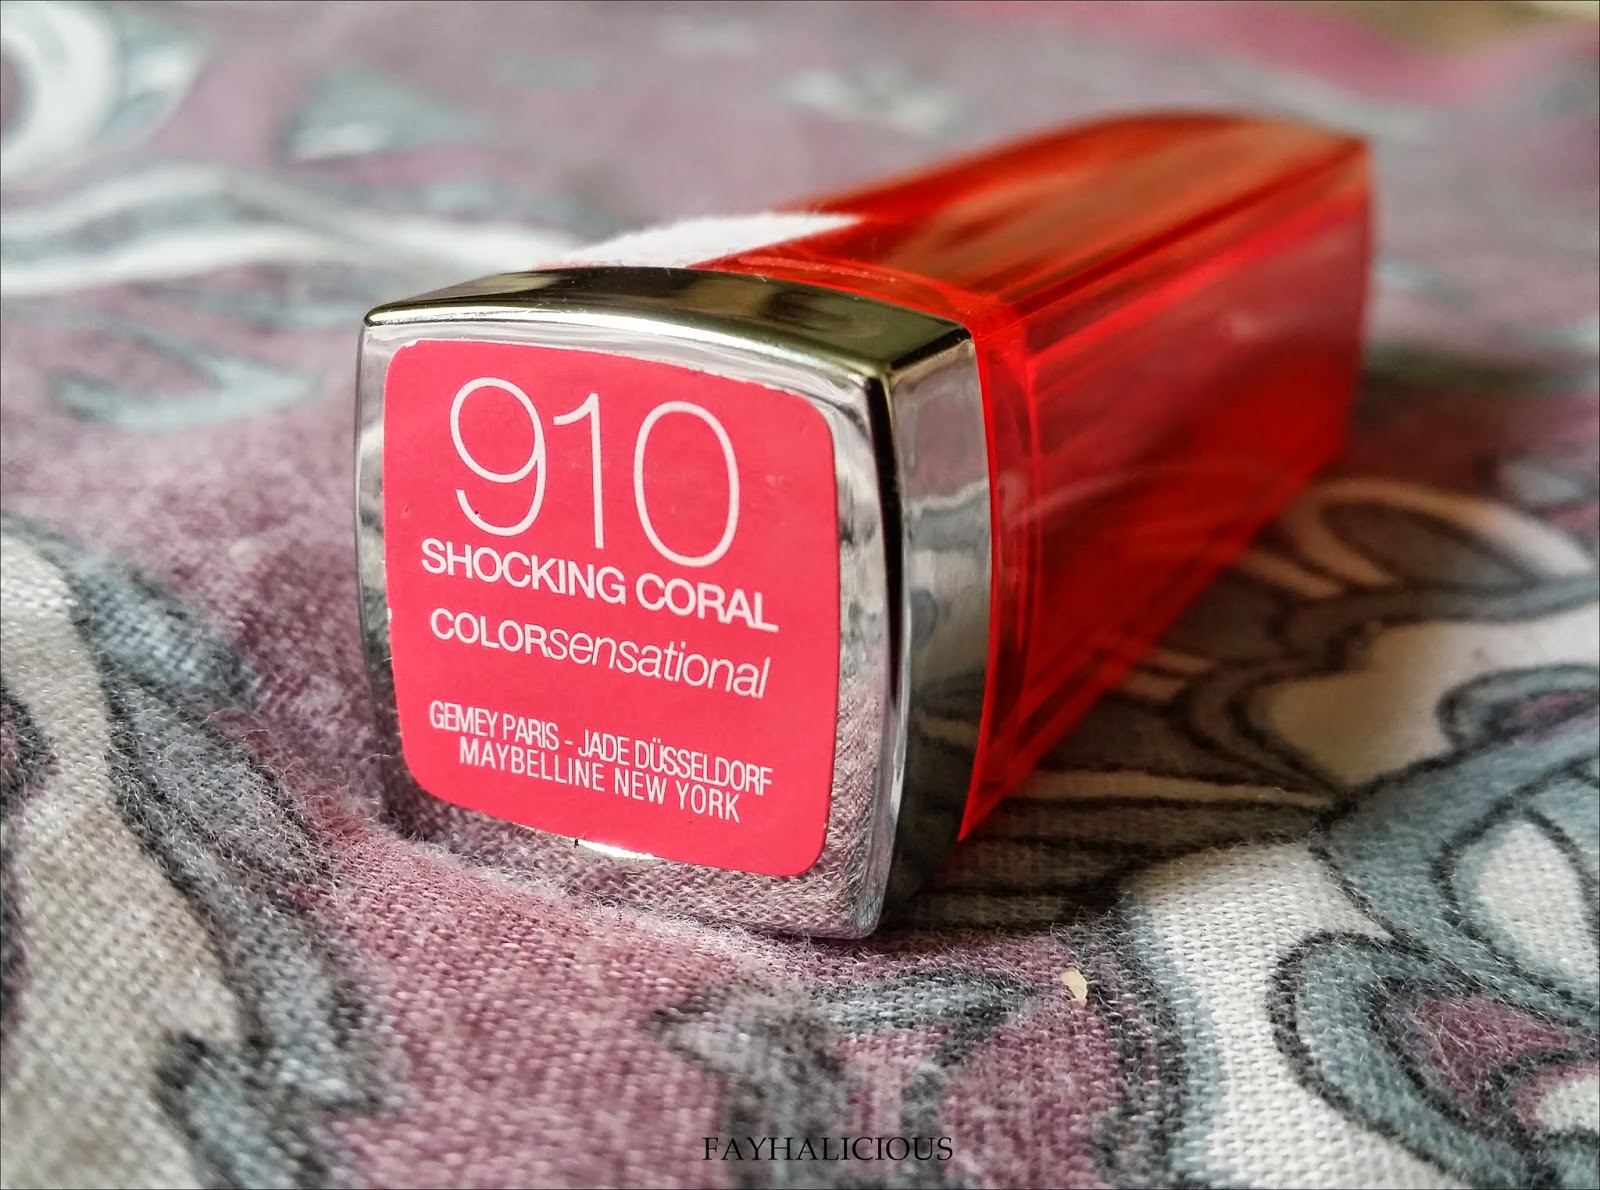 910
SHOCKING CORAL
COLORsensational
GEMEY PARIS - JADE DÜSSELDORF
MAYBELLINE NEW YORK
FAYHALICIOUS